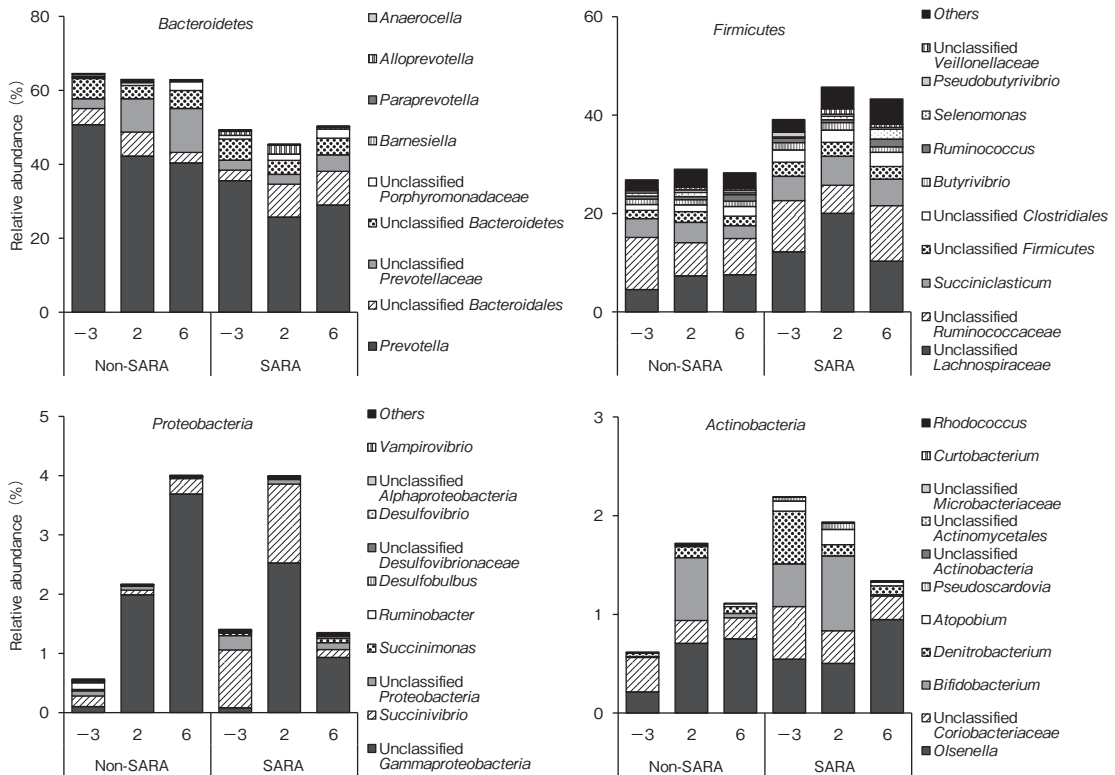 Bacteroidetes
Relative abundance (%)
80
60
40
20
0
−3 2 6 −3 2 6
Non-SARA SARA
Anaerocella
Alloprevotella
Paraprevotella
Barnesiella
Unclassified
Porphyromonadaceae
Unclassified Bacteroidetes
Unclassified
Prevotellaceae
Unclassified Bacteroidales
Prevotella
Firmicutes
60
40
20
0
−3 2 6 −3 2 6
Non-SARA SARA
Others
Unclassified
Veillonellaceae
Pseudobutyrivibrio
Selenomonas
Ruminococcus
Butyrivibrio
Unclassified Clostridiales
Unclassified Firmicutes
Succiniclasticum
Unclassified
Ruminococcaceae
Unclassified
Lachnospiraceae
Proteobacteria
Relative abundance (%)
5
4
3
2
1
0
−3 2 6 −3 2 6
Non-SARA SARA
Others
Vampirovibrio
Unclassified
Alphaproteobacteria
Desulfovibrio
Unclassified
Desulfovibrionaceae
Desulfobulbus
Ruminobacter
Succinimonas
Unclassified
Proteobacteria
Succinivibrio
Unclassified
Gammaproteobacteria
Actinobacteria
3
2
1
0
−3 2 6 −3 2 6
Non-SARA SARA
Rhodococcus
Curtobacterium
Unclassified
Microbacteriaceae
Unclassified
Actinomycetales
Unclassified
Actinobacteria
Pseudoscardovia
Atopobium
Denitrobacterium
Bifidobacterium
Unclassified
Coriobacteriaceae
Olsenella